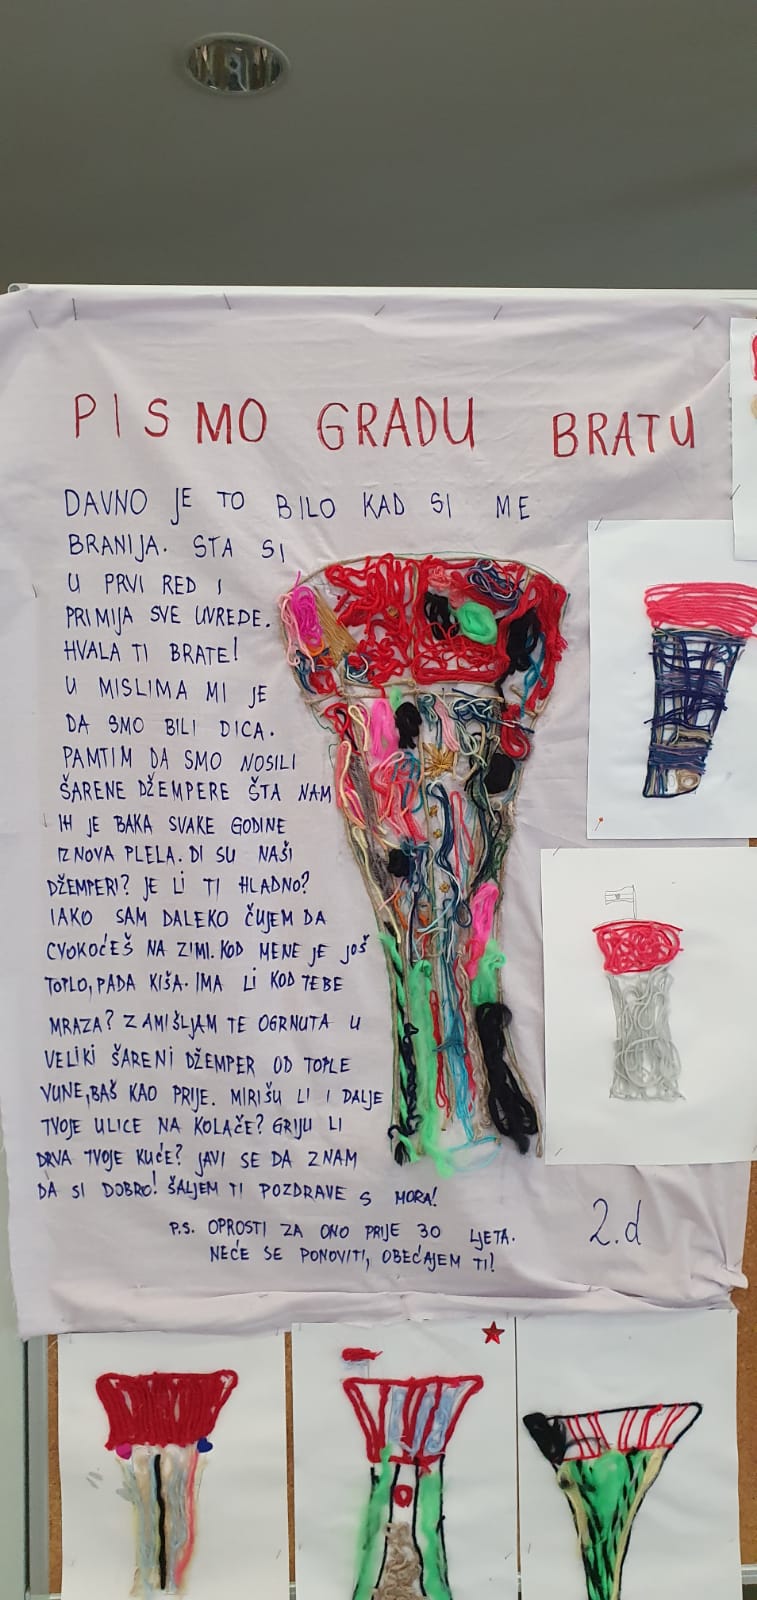 PISMO GRADU BRATU
DAVNO JE TO BILO KAD SI ME
BRANIJA. STA SI
U PRVI RED I
PRIMIJA SVE UVREDE.
HVALA TI BRATE!
U MISLIMA MI JE
DA SMO BILI DICA.
PAMTIM DA SMO NOSILI
ŠARENE DŽEMPERE ŠTA NAM
IH JE BAKA SVAKE GODINE
IZNOVA PLELA. DI SU NAŠI
DŽEMPERI? JE LI TI HLADNO?
IAKO SAM DALEKO ČUJEM DA
CVOKOĆEŠ NA ZIMI. KOD MENE JE JOŠ
TOPLO, PADA KIŠA. IMA LI KOD TEBE
MRAZA? ZAMIŠLJAM TE OGRNUTA U
VELIKI ŠARENI DŽEMPER OD TOPLE
VUNE, BAŠ KAO PRIJE. MIRIŠU LI I DALJE
TVOJE ULICE NA KOLAČE? GRIJU LI
DRVA TVOJE KUĆE? JAVI SE DA ZNAM
DA SI DOBRO! ŠALJEM TI POZDRAVE S MORA!
P.S. OPROSTI ZA ONO PRIJE 30 LJETA.
NEĆE SE PONOVITI, OBEĆAJEM TI!
2.d